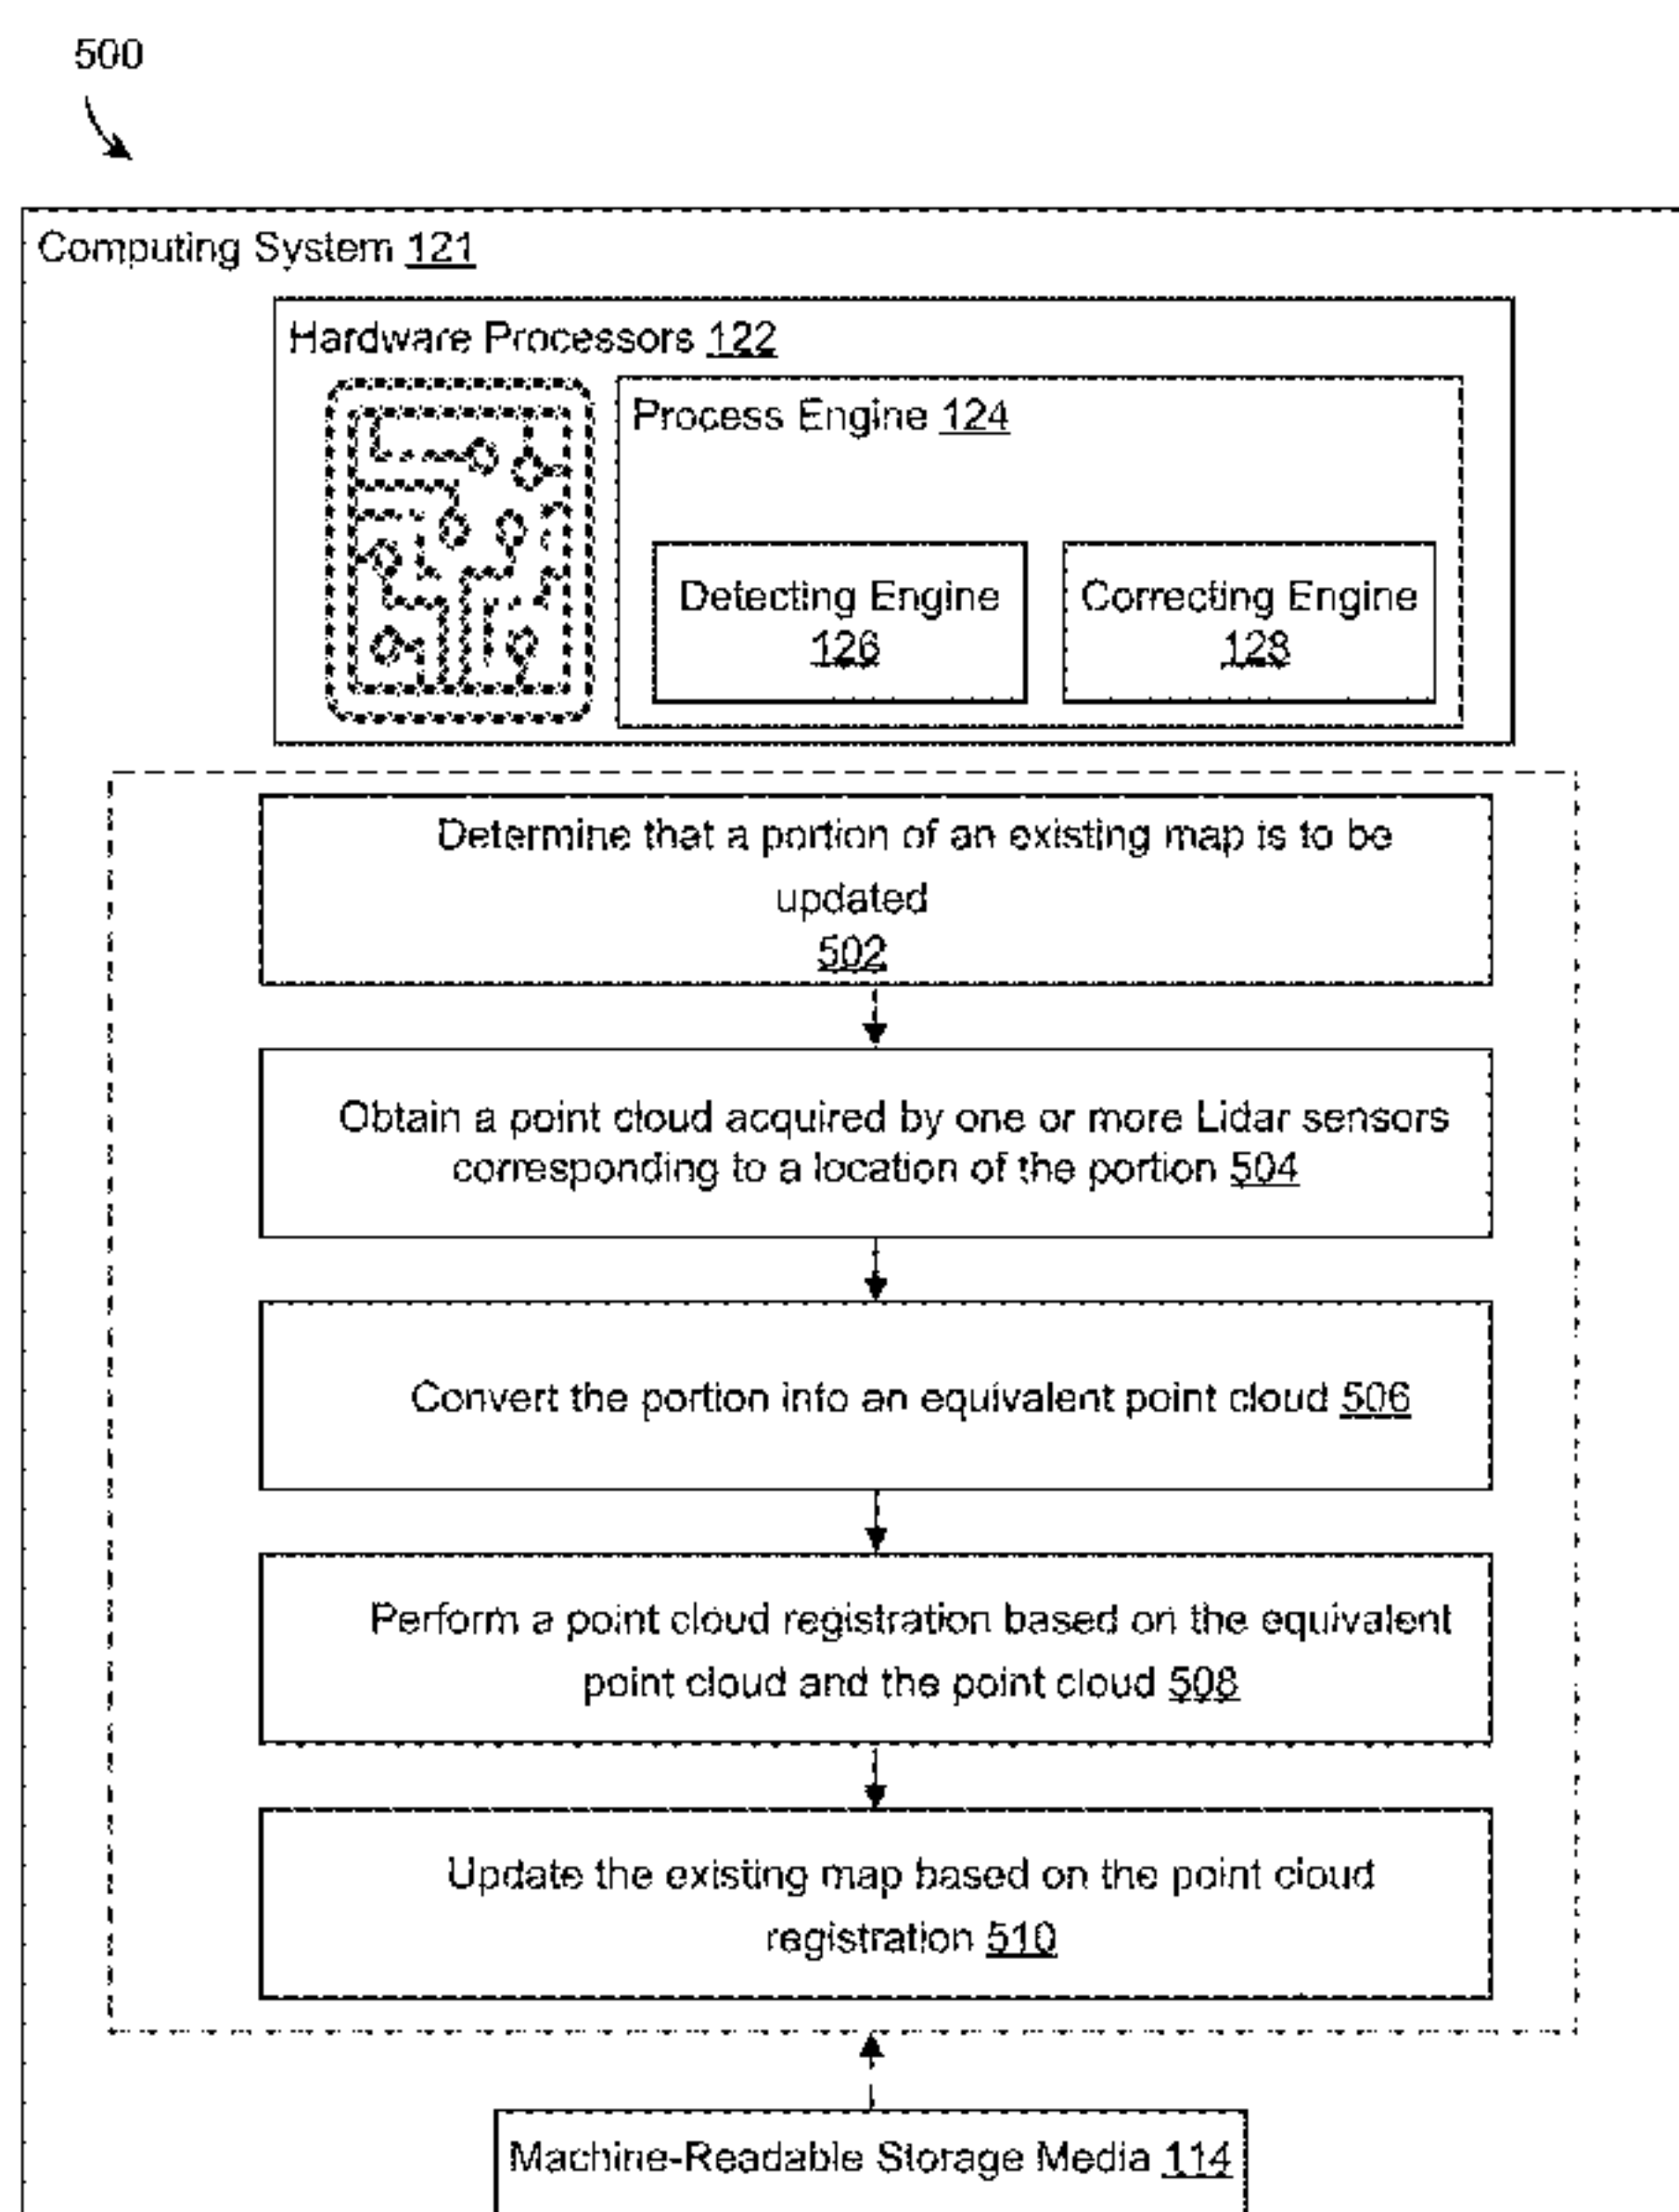 500
Computing System 121
Hardware Processors 122
Process Engine 124
Detecting Engine
126
Correcting Engine
128
Determine that a portion of an existing map is to be
updated
502
Obtain a point cloud acquired by one or more Lidar sensors
corresponding to a location of the portion 504
Convert the portion into an equivalent point cloud 506
Perform a point cloud registration based on the equivalent
point cloud and the point cloud 508
Update the existing map based on the point cloud
registration 510
Machine-Readable Storage Media 114